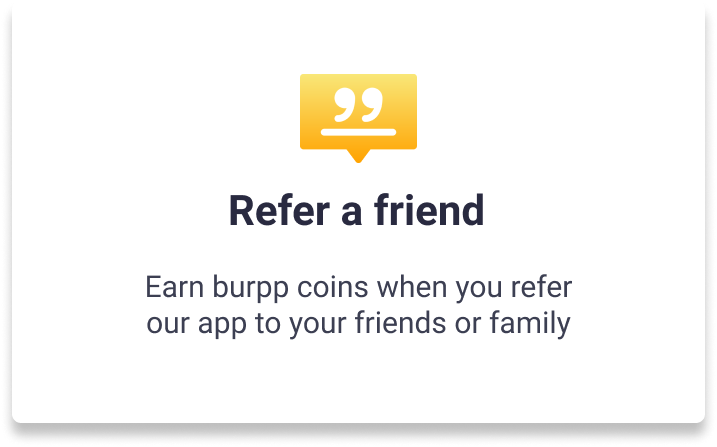 Refer a friend
Earn burpp coins when you refer
our app to your friends or family